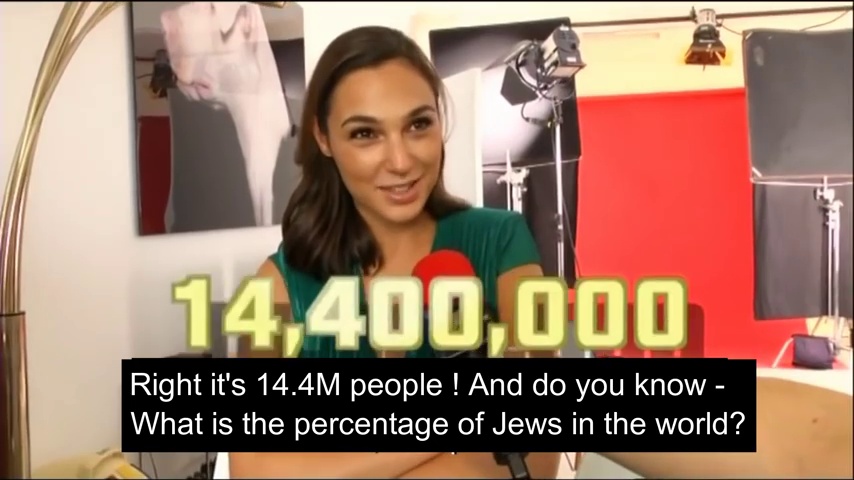 14,400,000
Right it's 14.4M people ! And do you know -
What is the percentage of Jews in the world?